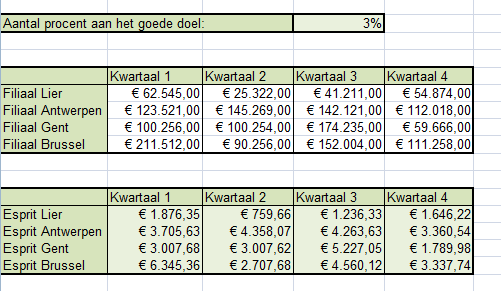 Aantal procent aan het goede doel: 3%
Kwartaal 1 Kwartaal 2 Kwartaal 3 Kwartaal 4
Filiaal Lier € 62.545,00 € 25.322,00 € 41.211,00 € 54.874,00
Filiaal Antwerpen € 123.521,00 € 145.269,00 € 142.121,00 € 112.018,00
Filiaal Gent € 100.256,00 € 100.254,00 € 174.235,00 € 59.666,00
Filiaal Brussel € 211.512,00 € 90.256,00 € 152.004,00 € 111.258,00
Kwartaal 1 Kwartaal 2 Kwartaal 3 Kwartaal 4
Esprit Lier € 1.876,35 € 759,66 € 1.236,33 € 1.646,22
Esprit Antwerpen € 3.705,63 € 4.358,07 € 4.263,63 € 3.360,54
Esprit Gent € 3.007,68 € 3.007,62 € 5.227,05 € 1.789,98
Esprit Brussel € 6.345,36 € 2.707,68 € 4.560,12 € 3.337,74